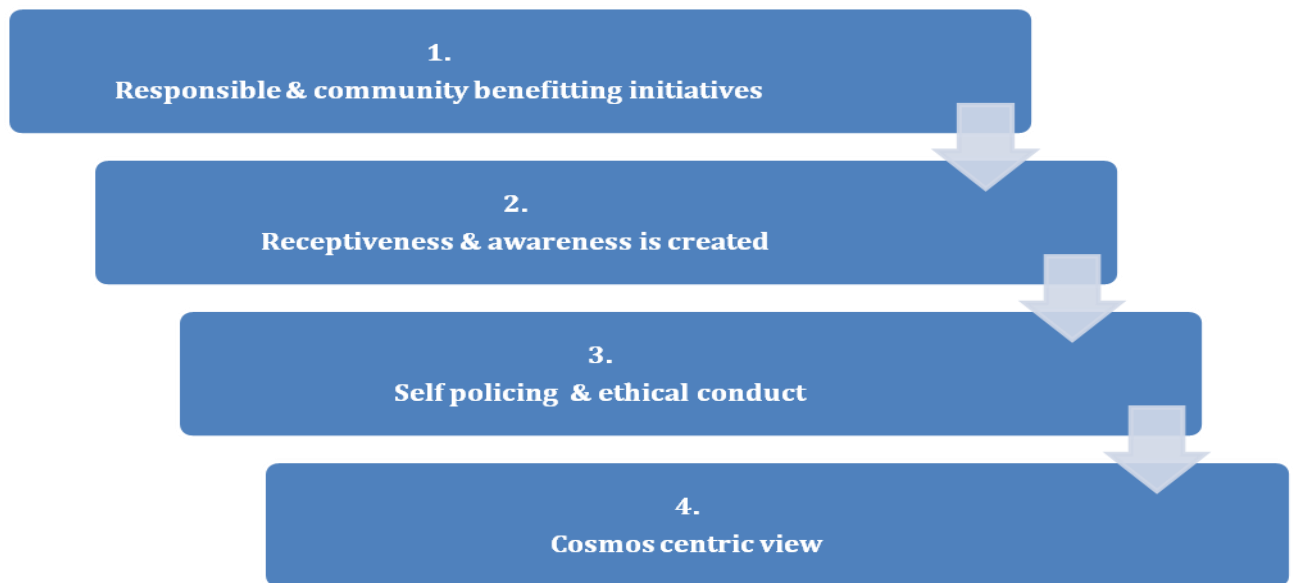 1.
Responsible & community benefitting initiatives
2.
Receptiveness & awareness is created
3.
Self policing & ethical conduct
4.
Cosmos centric view